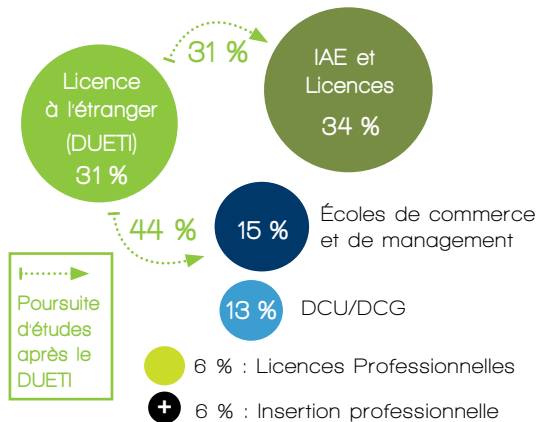 31 %
Licence
à l'étranger
(DUETI)
31 %
IAE et
Licences
34 %
44 %
15 %
Écoles de commerce
et de management
13 %
DCU/DCG
Poursuite
d'études
après le
DUETI
6 % : Licences Professionnelles
+ 6 % : Insertion professionnelle